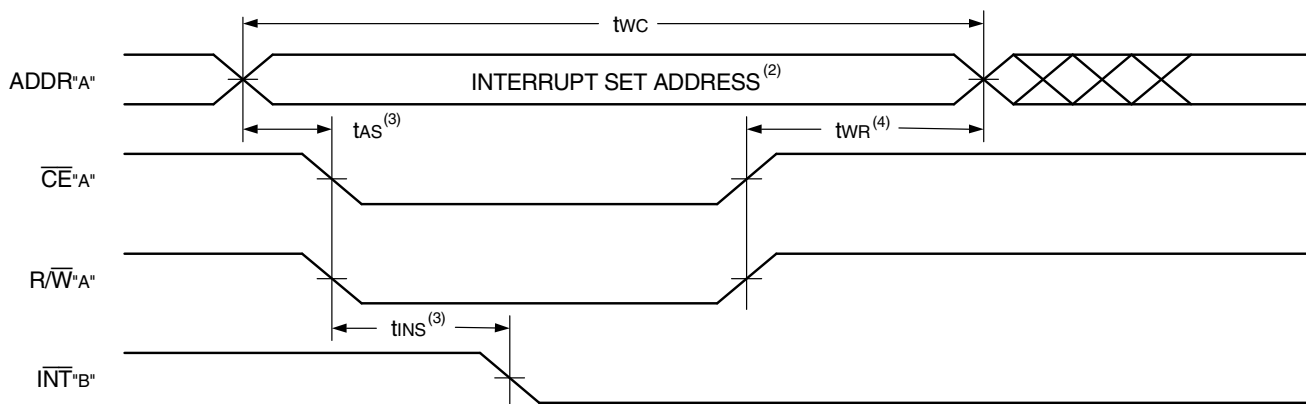 tWC
ADDR"A" INTERRUPT SET ADDRESS(2)
tAS(3) tWR(4)
CE"A"
R/W"A"
tINS(3)
INT"B"